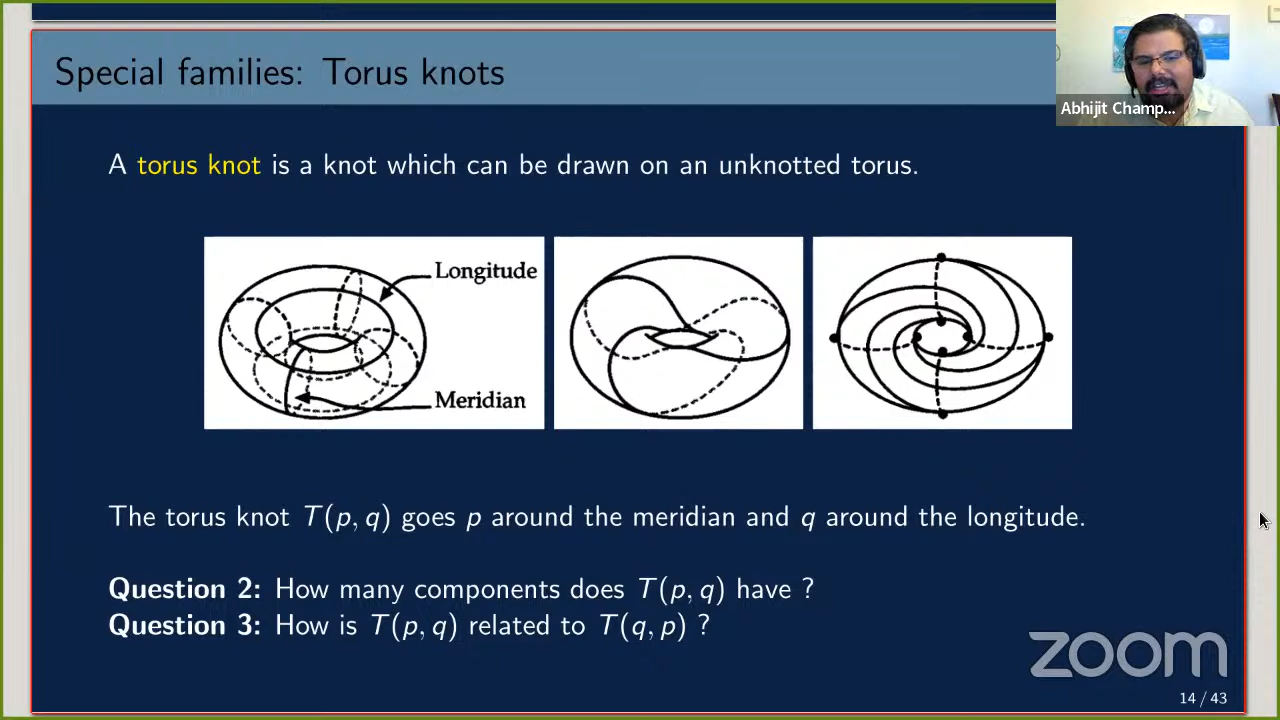 Special families: Torus knots
Abhijit Champ...
A torus knot is a knot which can be drawn on an unknotted torus.
Longitude
Meridian
The torus knot T(p, q) goes p around the meridian and q around the longitude.
Question 2: How many components does T(p, q) have ?
Question 3: How is T(p, q) related to T(q, p) ?
zoom
14 / 43